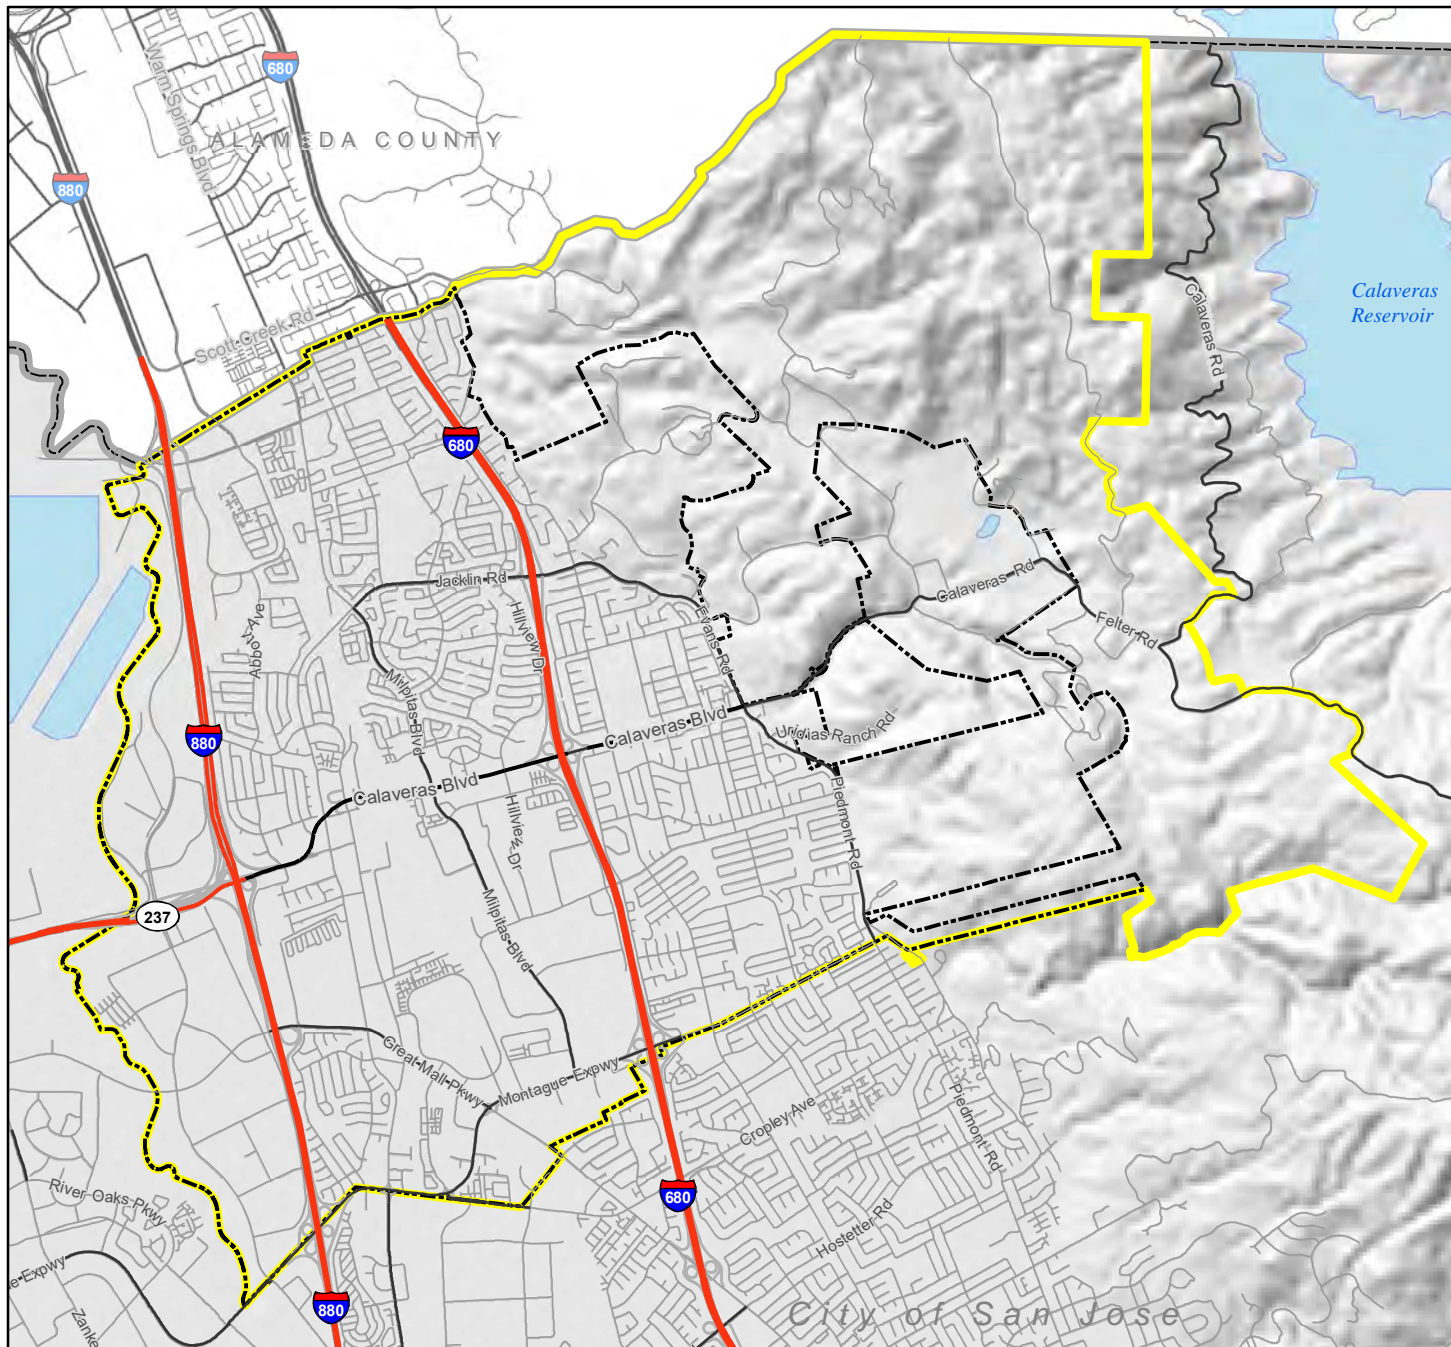 680
Warm Springs Blvd
ALAMEDA COUNTY
880
Calaveras
Reservoir
Calaveras Rd
Scott Creek Rd
680
Jacklin Rd
Calaveras Rd
Abbott Ave
Hillview Dr
Evans Rd
Felter Rd
Milpitas Blvd
880
Calaveras Blvd
Uridias Ranch Rd
Calaveras Blvd
Hillview Dr
Piedmont Rd
237
Milpitas Blvd
Great Mall Pkwy
Montague Expwy
Cropley Ave
Piedmont Rd
River Oaks Pkwy
680
Hostetter Rd
e Expwy
880
Zanke
City of San Jose